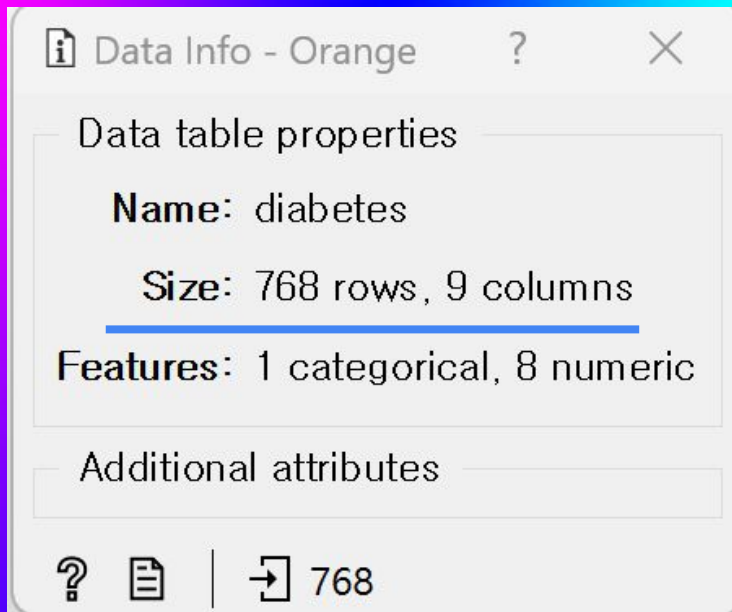 Data Info - Orange ?
Data table properties
Name: diabetes
Size: 768 rows, 9 columns
Features: 1 categorical, 8 numeric
Additional attributes
? 768